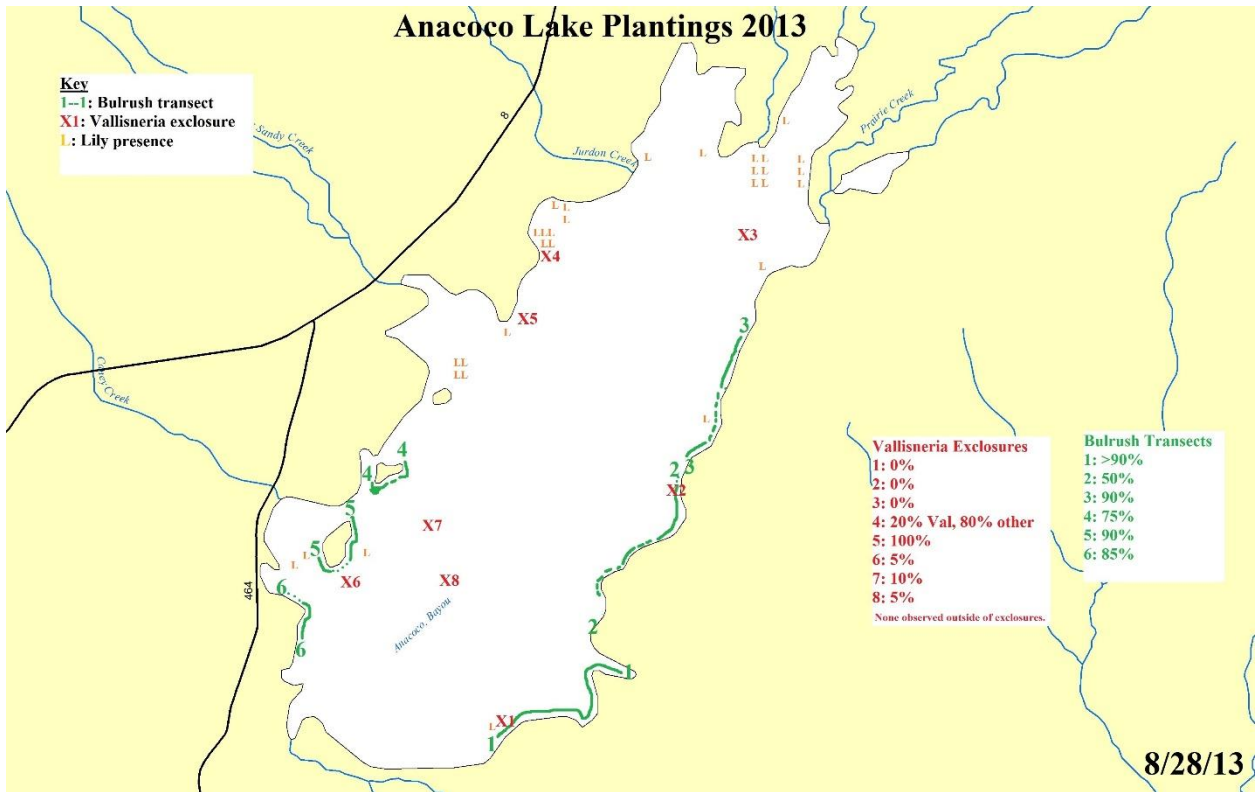 Anacoco Lake Plantings 2013
Key
1--1: Bulrush transect
X1: Vallisneria exclosure
L: Lily presence
Sandy Creek
8
Jurdon Creek
Prairie Creek
L
L
L
L L
L
L L
L
L L
L
L L
L
LLL
LL
X4
X3
L
X5
L
3
LL
LL
Caney Creek
L
4
4
2
3
X2
5
X7
5
L
L
L
X6
X8
6
464
Anacoco, Bayou
2
6
1
L
X1
1
Vallisneria Exclosures
1: 0%
2: 0%
3: 0%
4: 20% Val, 80% other
5: 100%
6: 5%
7: 10%
8: 5%
None observed outside of exclosures.
Bulrush Transects
1: >90%
2: 50%
3: 90%
4: 75%
5: 90%
6: 85%
8/28/13